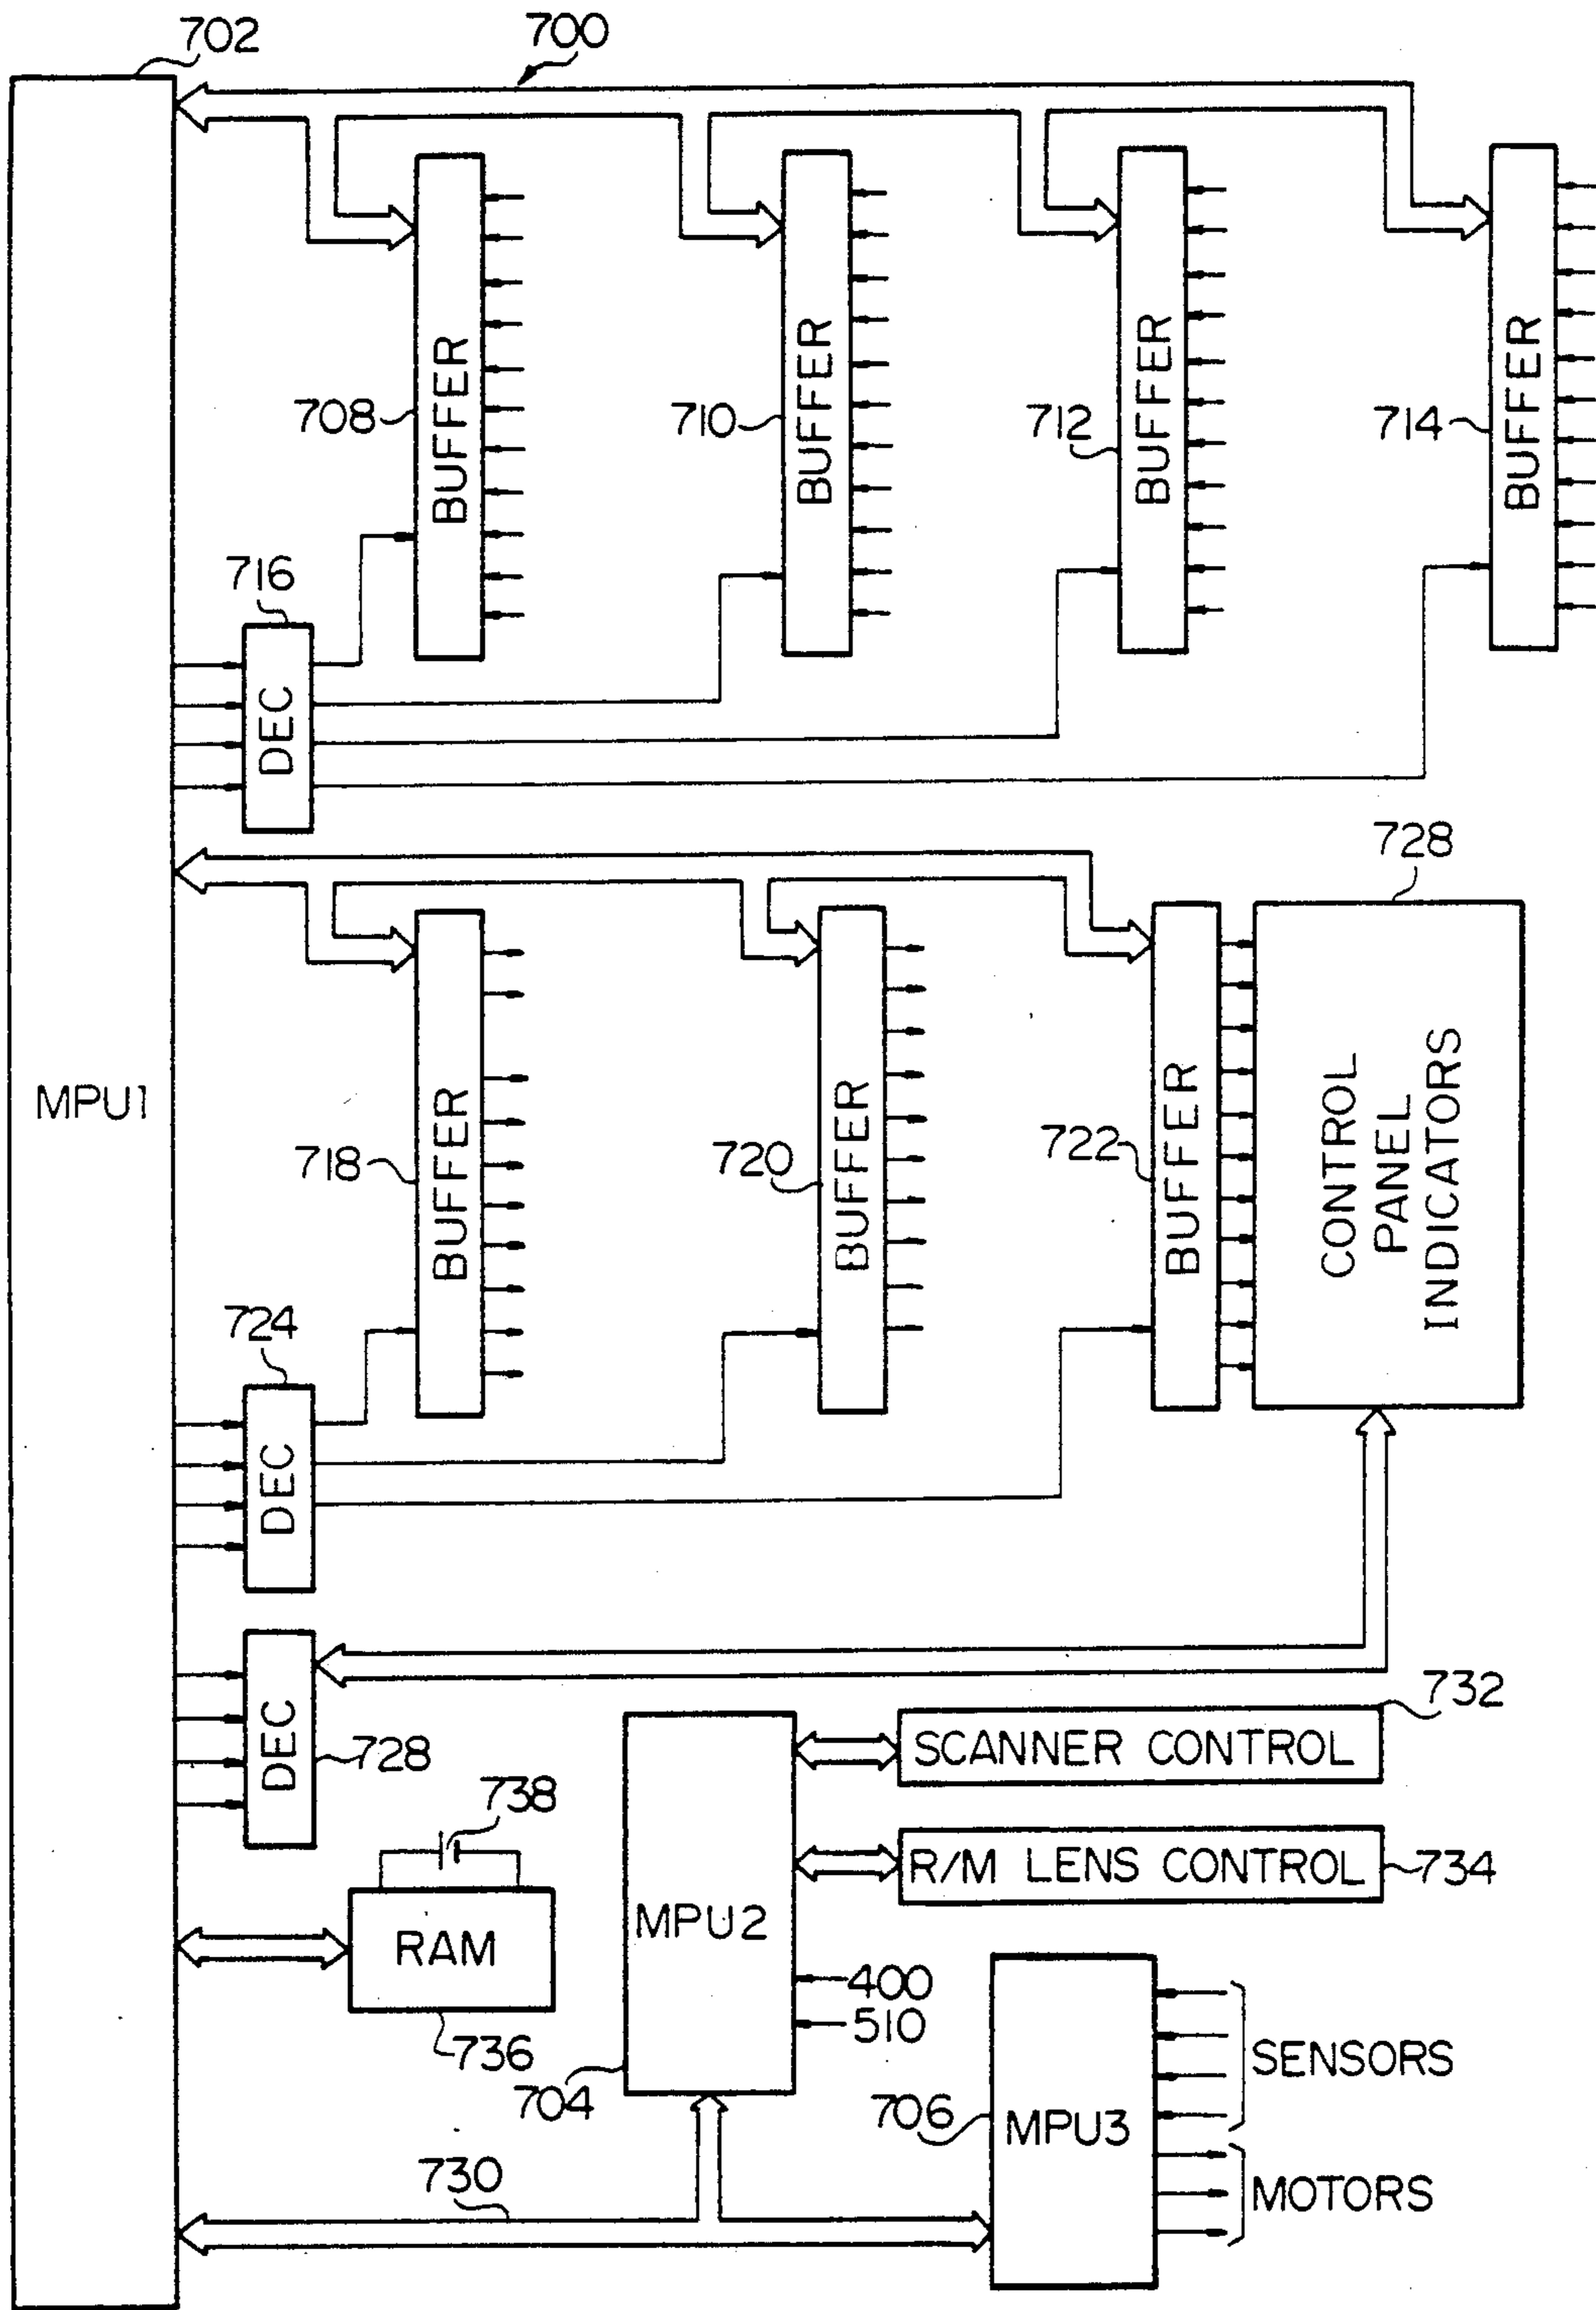 702
700
708
BUFFER
710
BUFFER
712
BUFFER
714
BUFFER
716
DEC
728
MPU1
718
BUFFER
720
BUFFER
722
BUFFER
CONTROL
PANEL
INDICATORS
724
DEC
DEC
728
732
SCANNER CONTROL
738
R/M LENS CONTROL
734
MPU2
RAM
400
510
736
704
706
MPU3
SENSORS
MOTORS
730